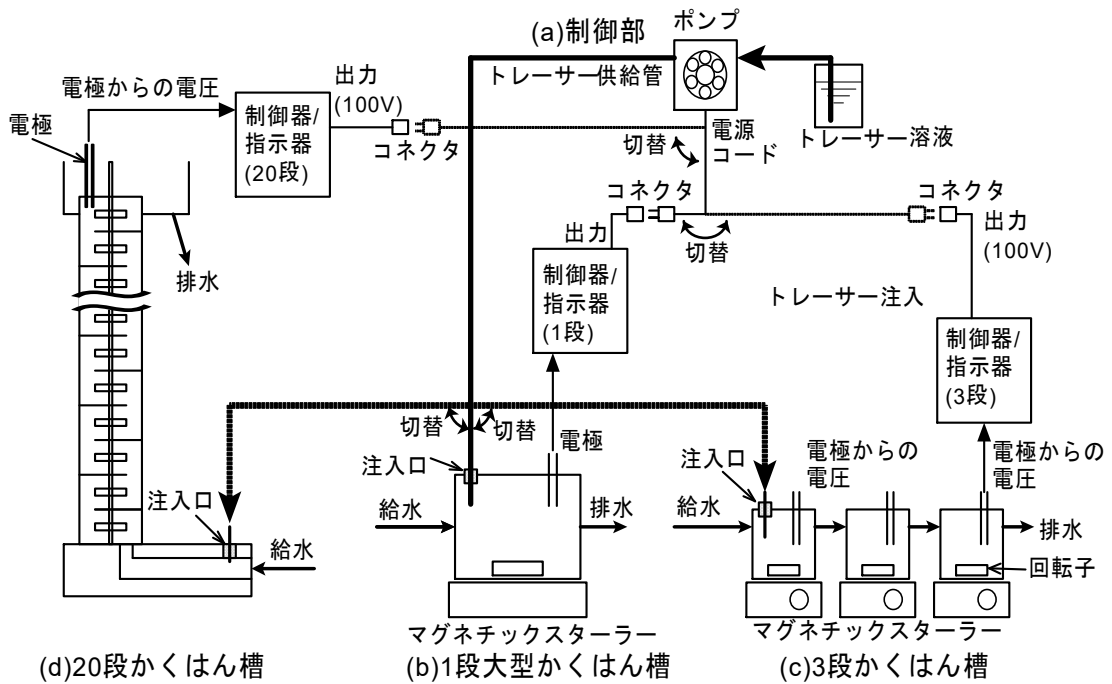 (a)制御部
ポンプ
トレーサー供給管
トレーサー溶液
電源
コード
切替
電極からの電圧
電極
制御器/
指示器
(20段)
出力
(100V)
コネクタ
排水
コネクタ
出力
切替
制御器/
指示器
(1段)
コネクタ
出力
(100V)
トレーサー注入
制御器/
指示器
(3段)
切替
切替
注入口
給水
注入口
電極
給水
排水
マグネチックスターラー
注入口
電極からの
電圧
電極からの
電圧
給水
排水
回転子
マグネチックスターラー
(d)20段かくはん槽
(b)1段大型かくはん槽
(c)3段かくはん槽